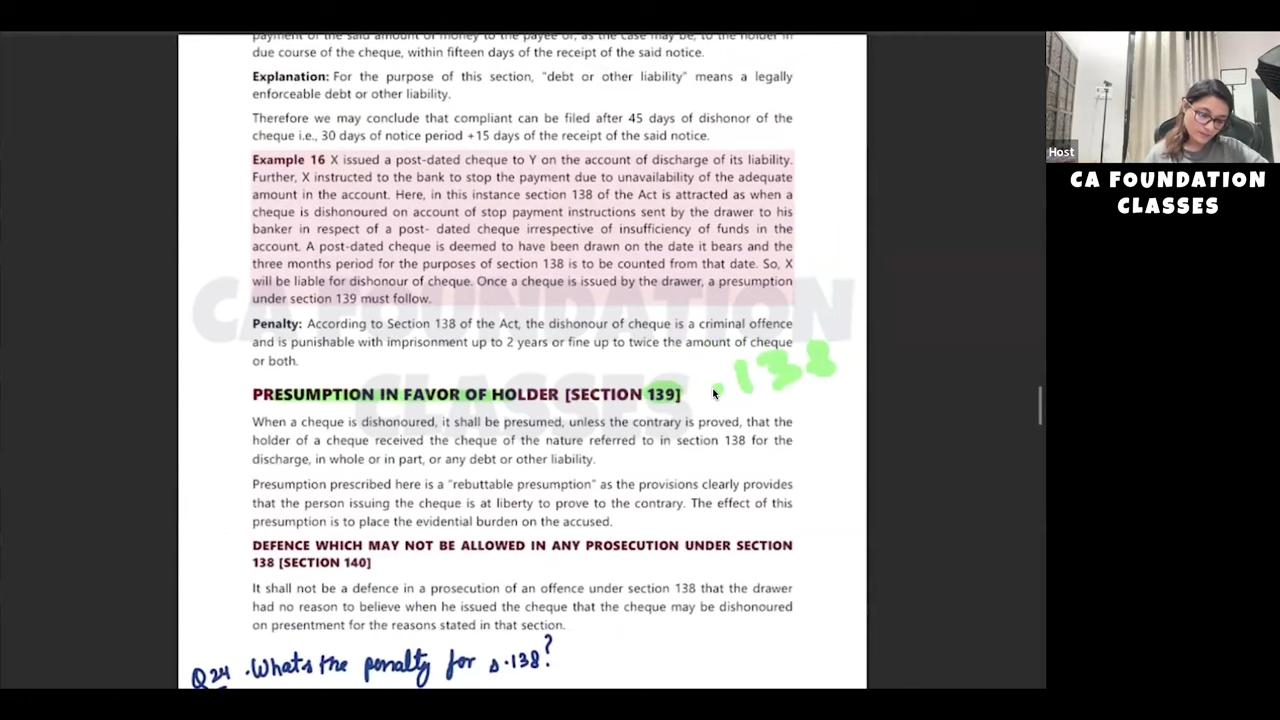 payment of the said amount of money to the payee or, as the case may be, to the holder in
due course of the cheque, within fifteen days of the receipt of the said notice.
Explanation: For the purpose of this section, "debt or other liability" means a legally
enforceable debt or other liability.
Therefore we may conclude that compliant can be filed after 45 days of dishonor of the
cheque i.e., 30 days of notice period +15 days of the receipt of the said notice.
Example 16 X issued a post-dated cheque to Y on the account of discharge of its liability.
Further, X instructed to the bank to stop the payment due to unavailability of the adequate
amount in the account. Here, in this instance section 138 of the Act is attracted as when a
cheque is dishonoured on account of stop payment instructions sent by the drawer to his
banker in respect of a post- dated cheque irrespective of insufficiency of funds in the
account. A post-dated cheque is deemed to have been drawn on the date it bears and the
three months period for the purposes of section 138 is to be counted from that date. So, X
will be liable for dishonour of cheque. Once a cheque is issued by the drawer, a presumption
under section 139 must follow.
Penalty: According to Section 138 of the Act, the dishonour of cheque is a criminal offence
and is punishable with imprisonment up to 2 years or fine up to twice the amount of cheque
or both.
.138
PRESUMPTION IN FAVOR OF HOLDER [SECTION 139]
When a cheque is dishonoured, it shall be presumed, unless the contrary is proved, that the
holder of a cheque received the cheque of the nature referred to in section 138 for the
discharge, in whole or in part, or any debt or other liability.
Presumption prescribed here is a "rebuttable presumption" as the provisions clearly provides
that the person issuing the cheque is at liberty to prove to the contrary. The effect of this
presumption is to place the evidential burden on the accused.
DEFENCE WHICH MAY NOT BE ALLOWED IN ANY PROSECUTION UNDER SECTION
138 [SECTION 140]
It shall not be a defence in a prosecution of an offence under section 138 that the drawer
had no reason to believe when he issued the cheque that the cheque may be dishonoured
on presentment for the reasons stated in that section.
Q24 .What's the penalty for s.138?
CA FOUNDATION
CLASSES
Host
CA FOUNDATION
CLASSES